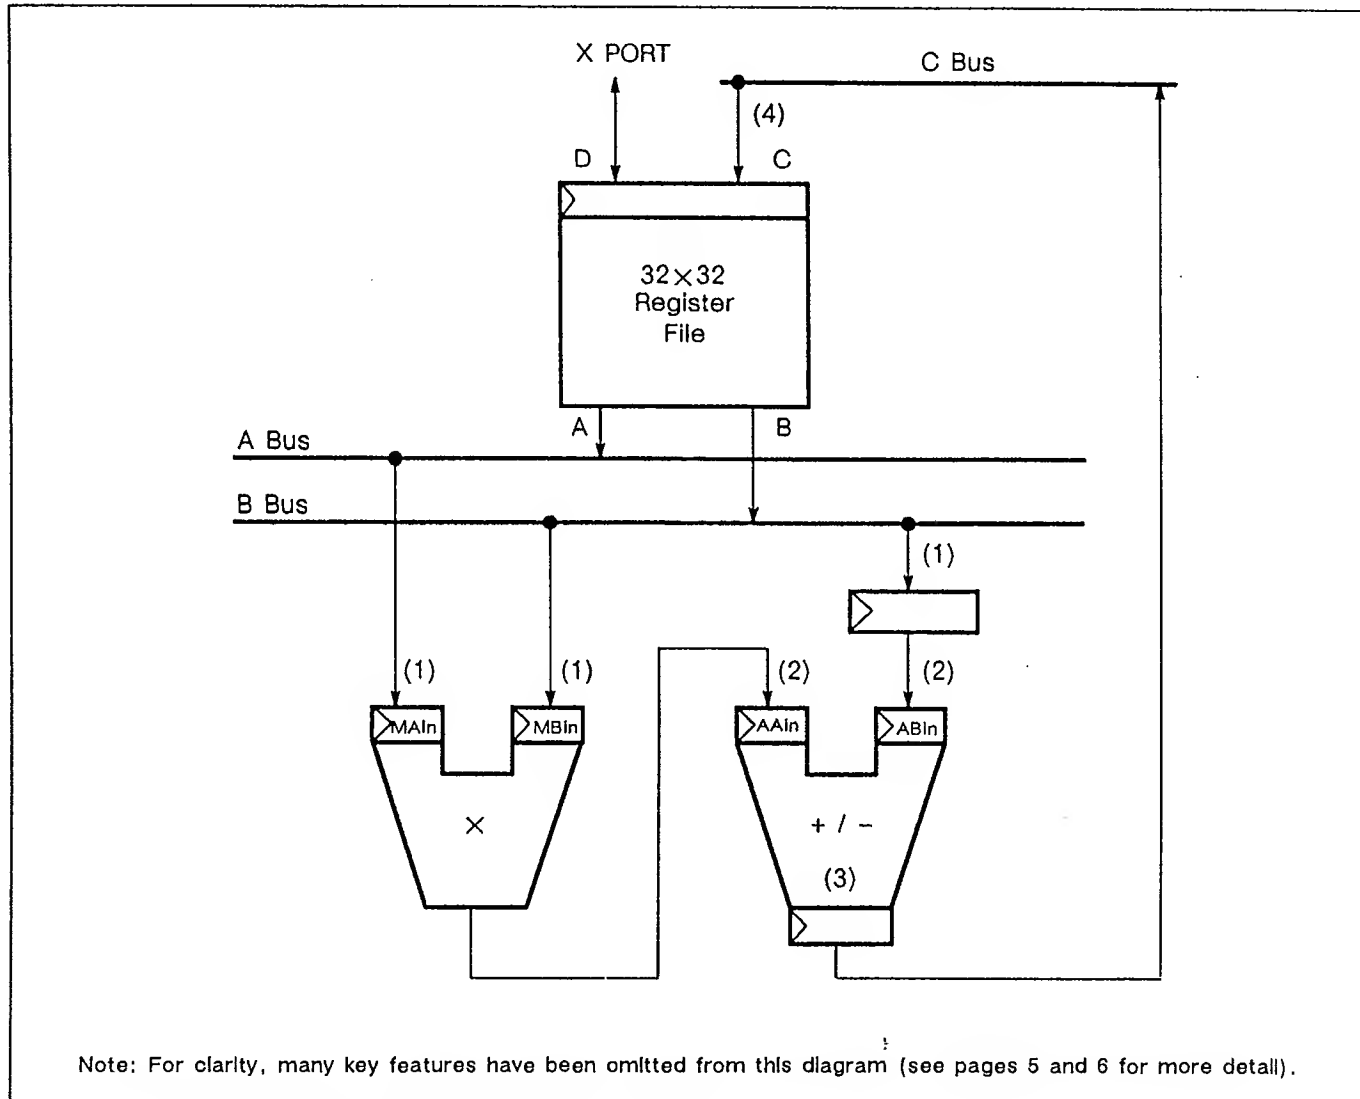 X PORT
C Bus
(4)
D
C
32×32
Register
File
A
B
A Bus
B Bus
(1)
(1)
(1)
(2)
(2)
MAIn
MBIn
AAIn
ABIn
×
+ / −
(3)
Note: For clarity, many key features have been omitted from this diagram (see pages 5 and 6 for more detail).